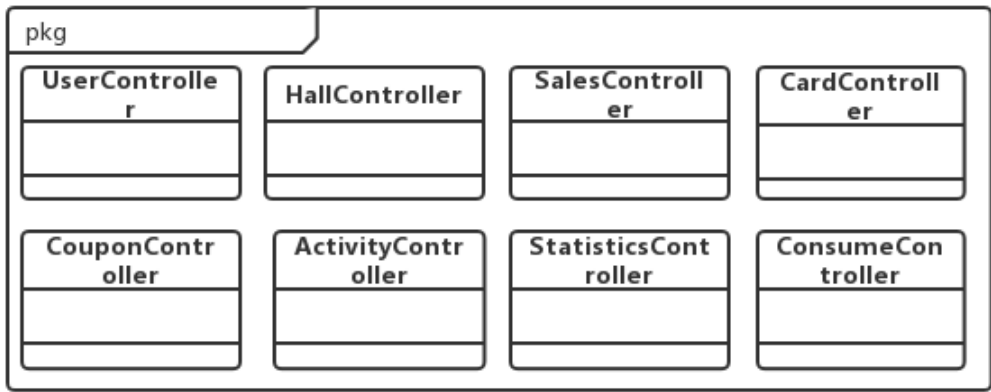 pkg
UserControlle
r
HallController
SalesControll
er
CardControll
er
CouponContr
oller
ActivityContr
oller
StatisticsCont
roller
ConsumeCon
troller